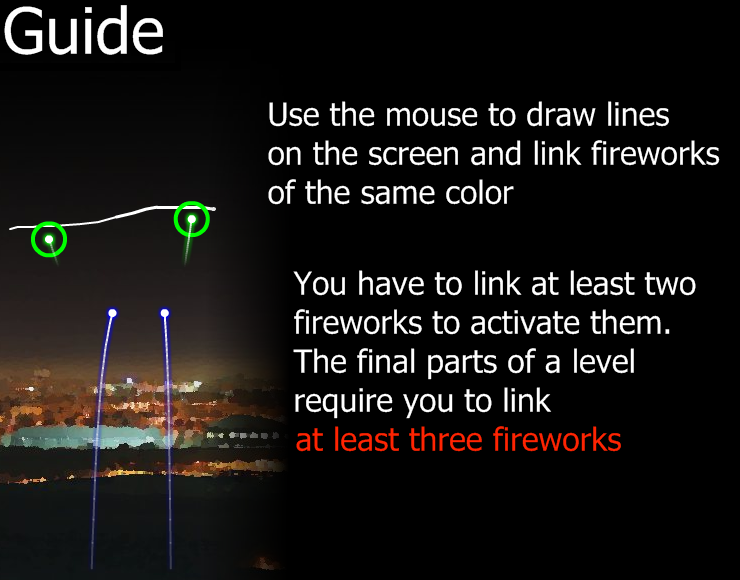 Guide
Use the mouse to draw lines
on the screen and link fireworks
of the same color
You have to link at least two
fireworks to activate them.
The final parts of a level
require you to link
at least three fireworks